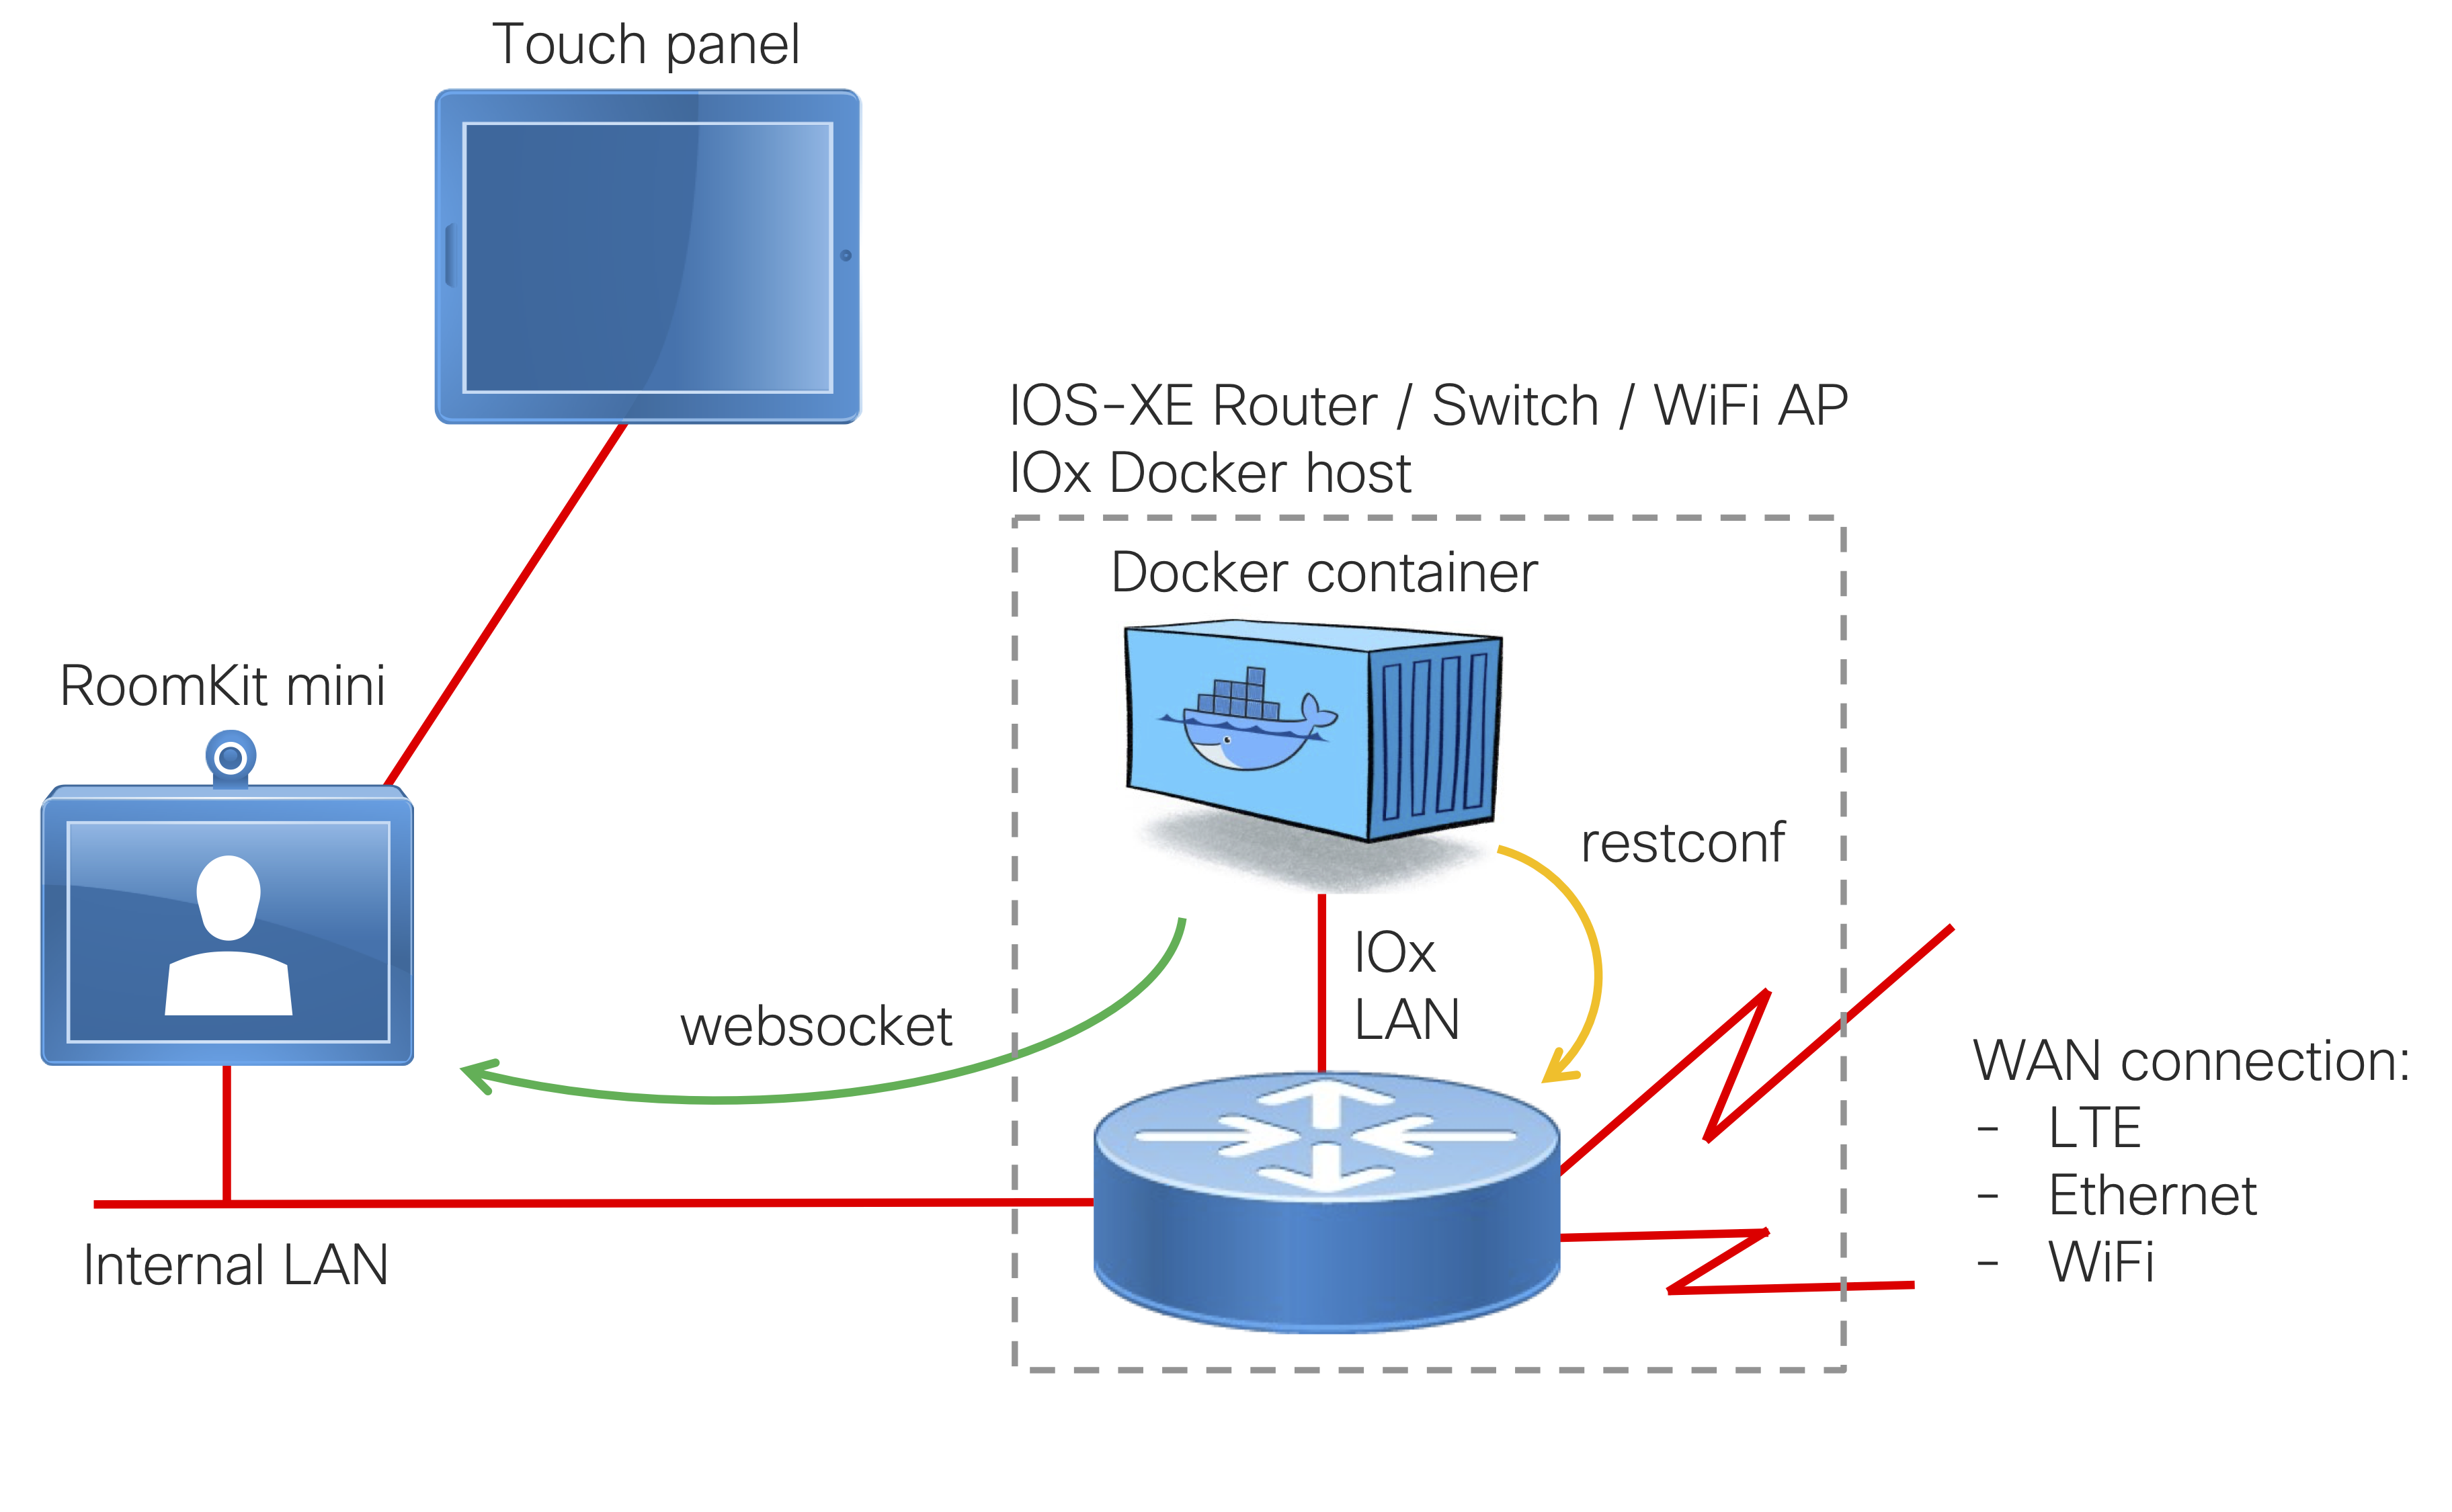 Touch panel
IOS-XE Router / Switch / WiFi AP
IOx Docker host
Docker container
RoomKit mini
restconf
IOx
LAN
websocket
WAN connection:
- LTE
- Ethernet
- WiFi
Internal LAN